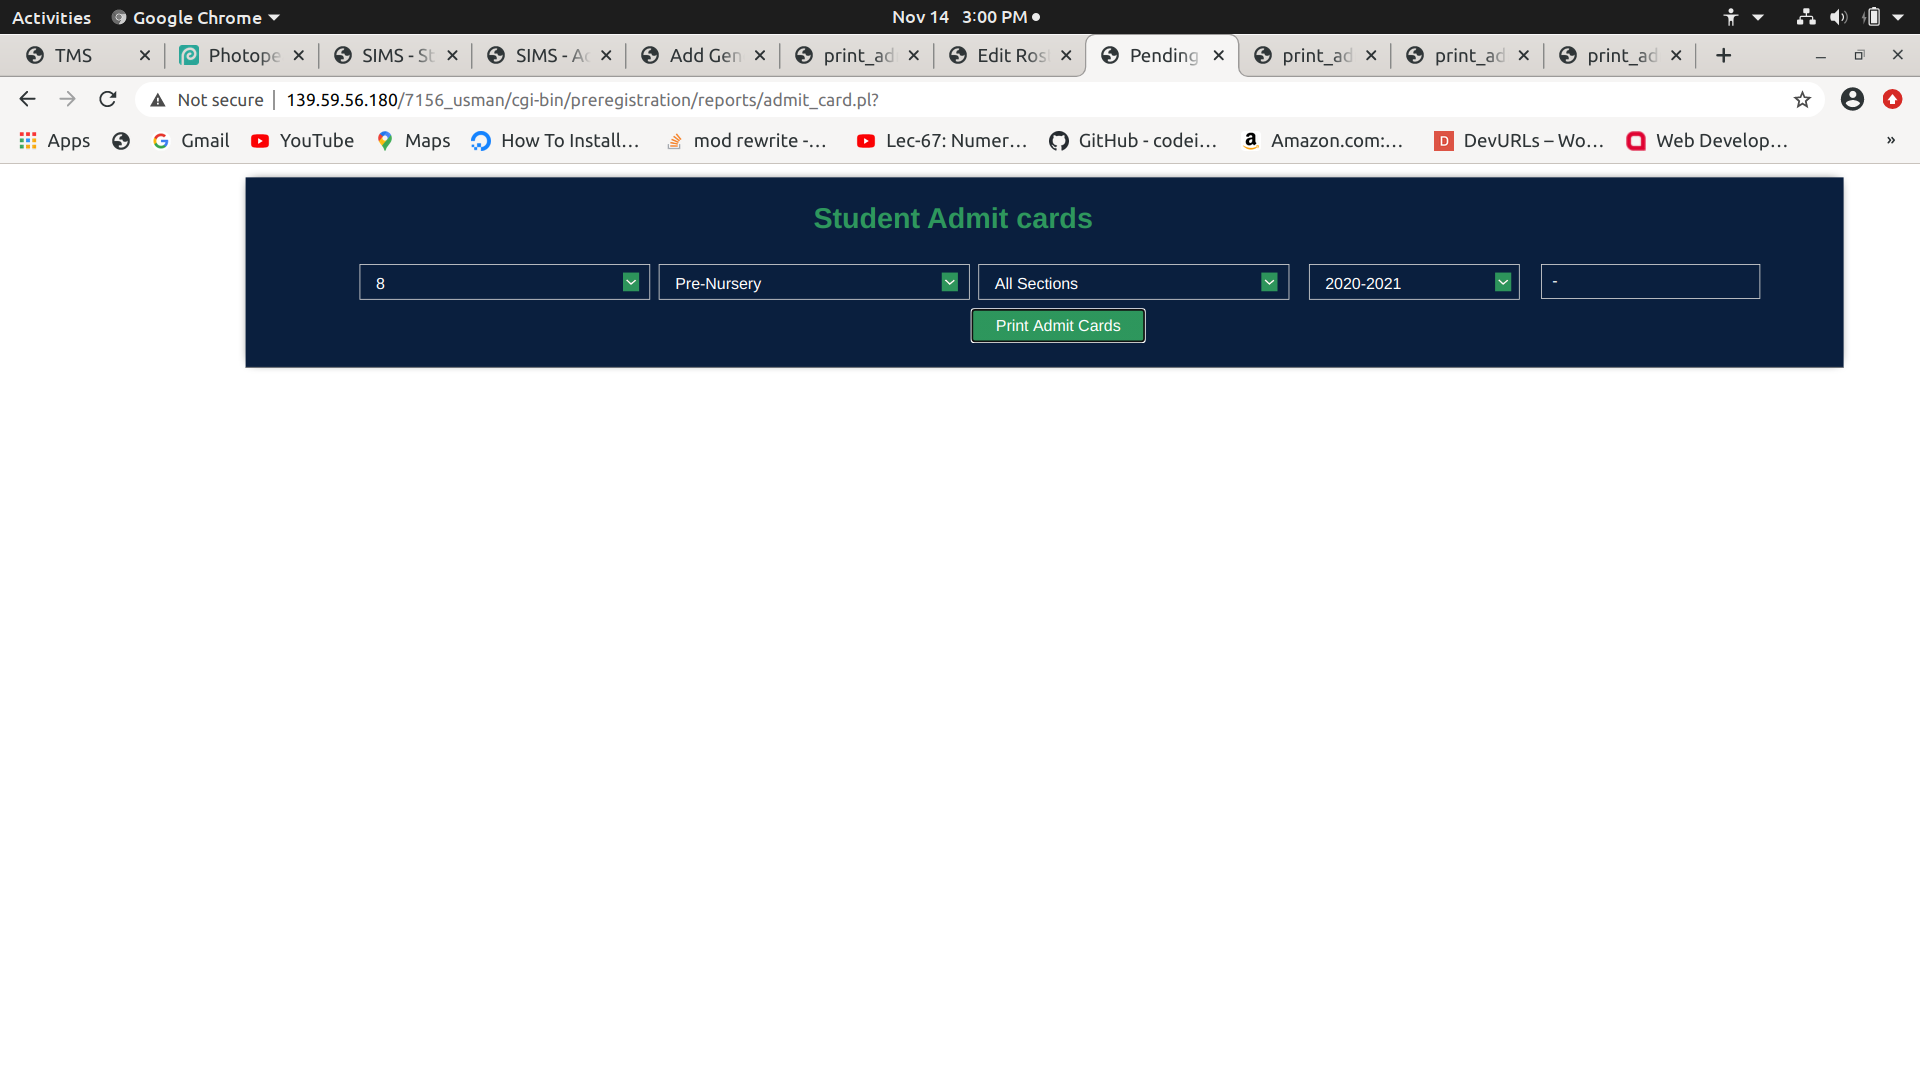 Activities Google Chrome Nov 14 3:00 PM
TMS Photope SIMS - St SIMS - Ad Add Gen print_ad Edit Ros Pending print_ad print_ad print_ad
Not secure 139.59.56.180/7156_usman/cgi-bin/preregistration/reports/admit_card.pl?
Apps Gmail YouTube Maps How To Install… mod rewrite -… Lec-67: Numer… GitHub - codei… Amazon.com:… DevURLs – Wo… Web Develop… »
Student Admit cards
8 Pre-Nursery All Sections 2020-2021 -
Print Admit Cards